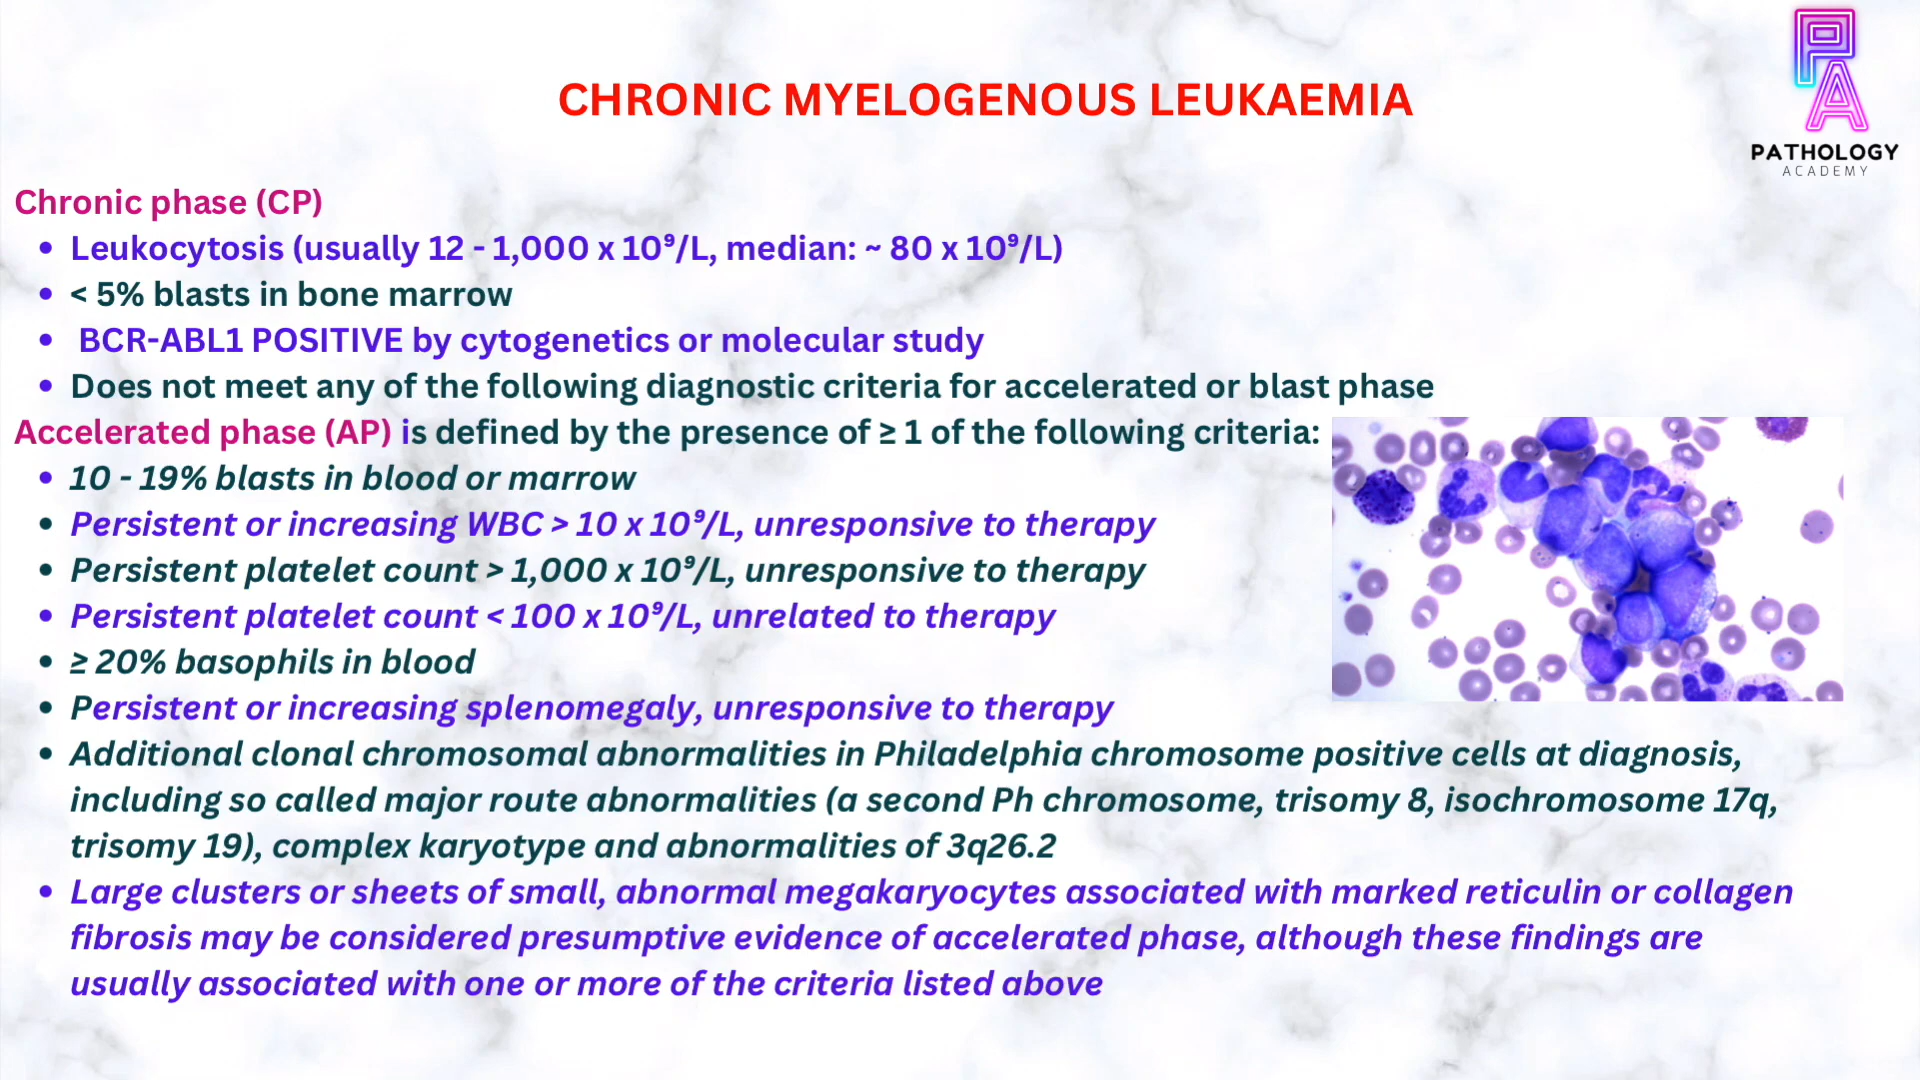 PA
PATHOLOGY
ACADEMY
CHRONIC MYELOGENOUS LEUKAEMIA
Chronic phase (CP)
• Leukocytosis (usually 12 - 1,000 x 10⁹/L, median: ~ 80 x 10⁹/L)
• < 5% blasts in bone marrow
• BCR-ABL1 POSITIVE by cytogenetics or molecular study
• Does not meet any of the following diagnostic criteria for accelerated or blast phase
Accelerated phase (AP) is defined by the presence of ≥ 1 of the following criteria:
• 10 - 19% blasts in blood or marrow
• Persistent or increasing WBC > 10 x 10⁹/L, unresponsive to therapy
• Persistent platelet count > 1,000 x 10⁹/L, unresponsive to therapy
• Persistent platelet count < 100 x 10⁹/L, unrelated to therapy
• ≥ 20% basophils in blood
• Persistent or increasing splenomegaly, unresponsive to therapy
• Additional clonal chromosomal abnormalities in Philadelphia chromosome positive cells at diagnosis,
including so called major route abnormalities (a second Ph chromosome, trisomy 8, isochromosome 17q,
trisomy 19), complex karyotype and abnormalities of 3q26.2
• Large clusters or sheets of small, abnormal megakaryocytes associated with marked reticulin or collagen
fibrosis may be considered presumptive evidence of accelerated phase, although these findings are
usually associated with one or more of the criteria listed above